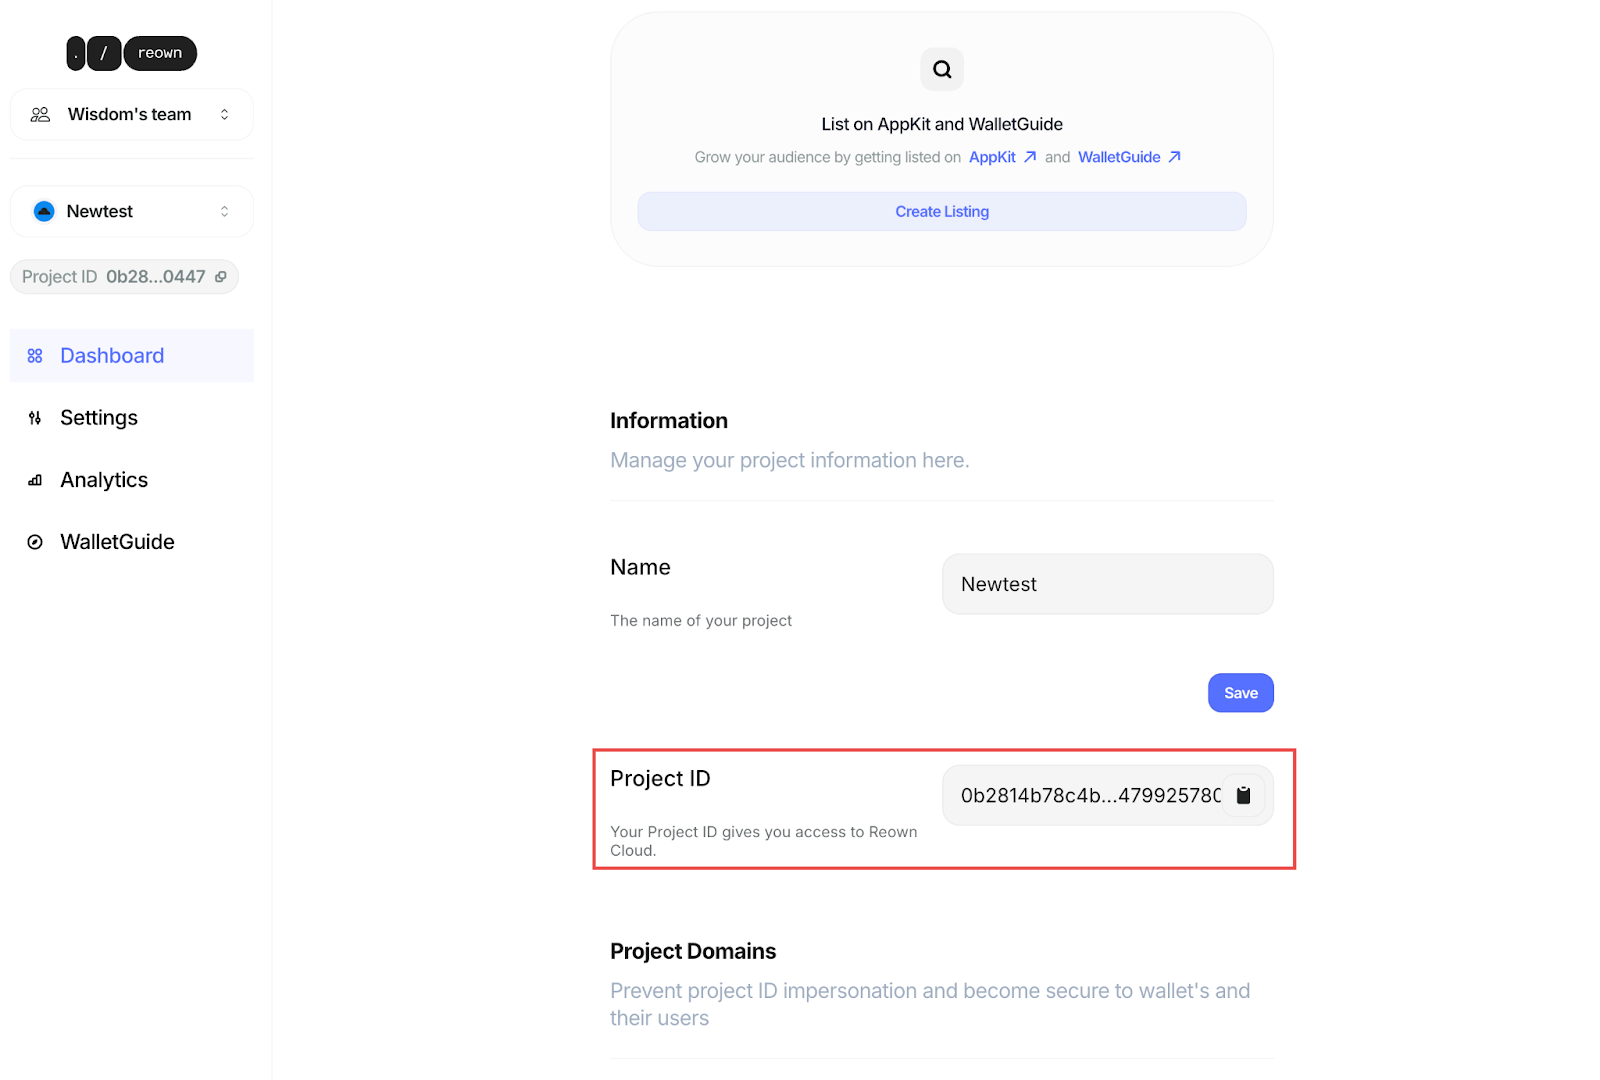 . / reown
Wisdom's team
Newtest
Project ID 0b28...0447
Dashboard
Settings
Analytics
WalletGuide
List on AppKit and WalletGuide
Grow your audience by getting listed on AppKit and WalletGuide
Create Listing
Information
Manage your project information here.
Name
Newtest
The name of your project
Save
Project ID
0b2814b78c4b...479925780
Your Project ID gives you access to Reown
Cloud.
Project Domains
Prevent project ID impersonation and become secure to wallet's and
their users